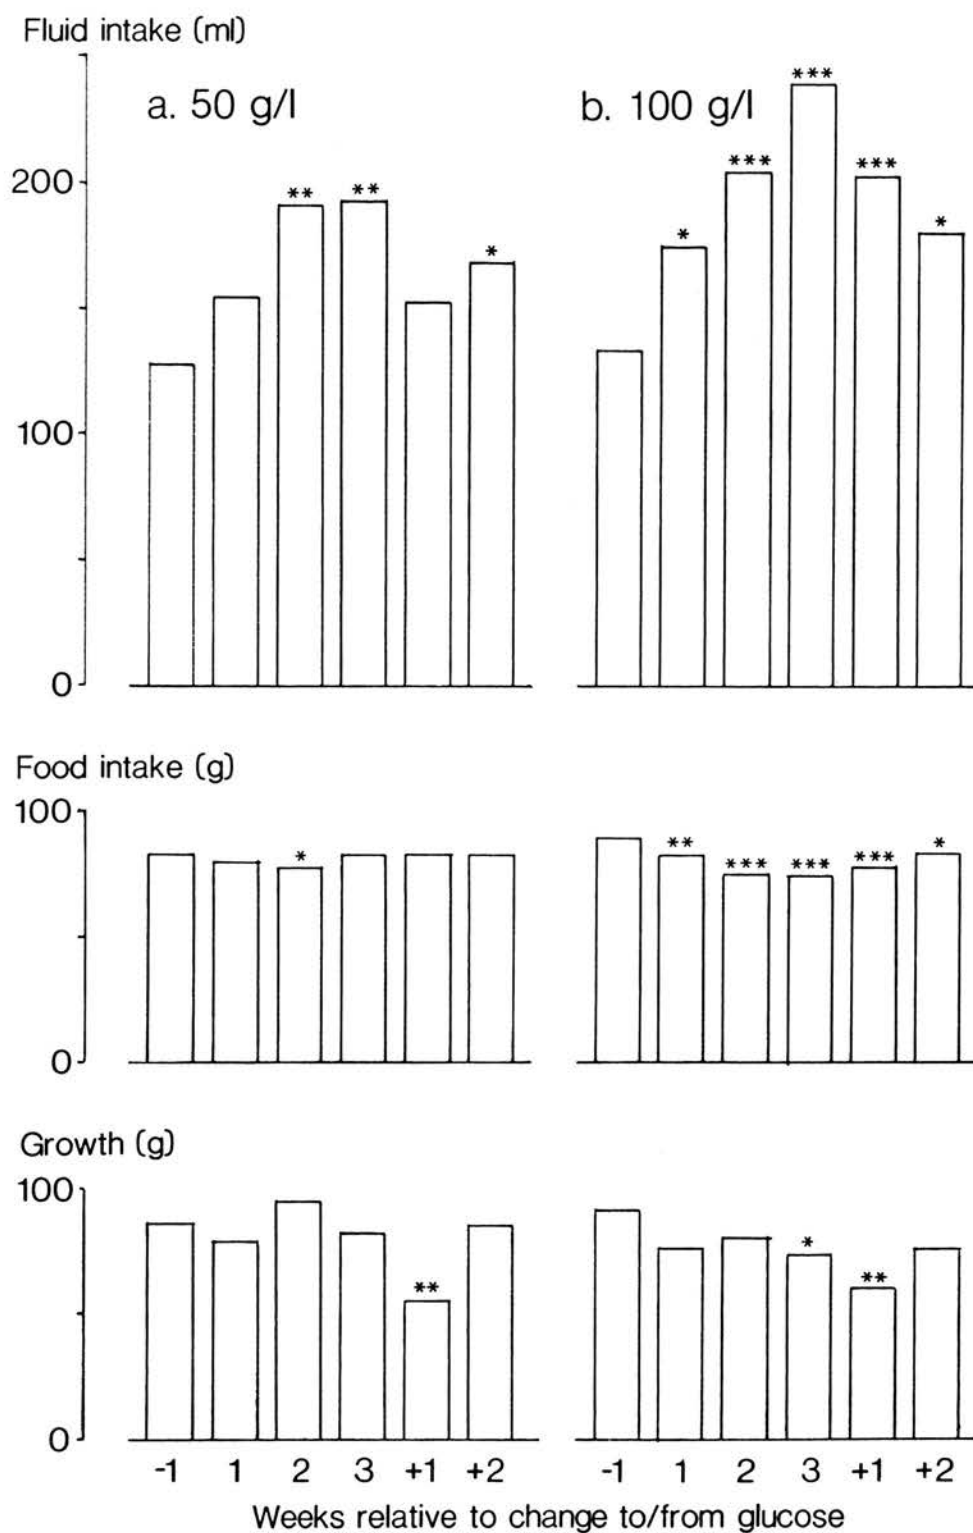 Fluid intake (ml)
a. 50 g/l
b. 100 g/l
***
** ** *** ***
200
* * *
100
0
Food intake (g)
100
* ** *** *** *** *
0
Growth (g)
100
** * **
0
-1 1 2 3 +1 +2 -1 1 2 3 +1 +2
Weeks relative to change to/from glucose